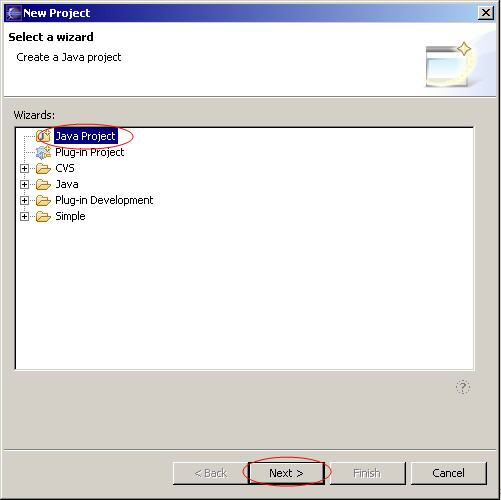 New Project
Select a wizard
Create a Java project
Wizards:
Java Project
Plug-in Project
CVS
Java
Plug-in Development
Simple
< Back Next > Finish Cancel